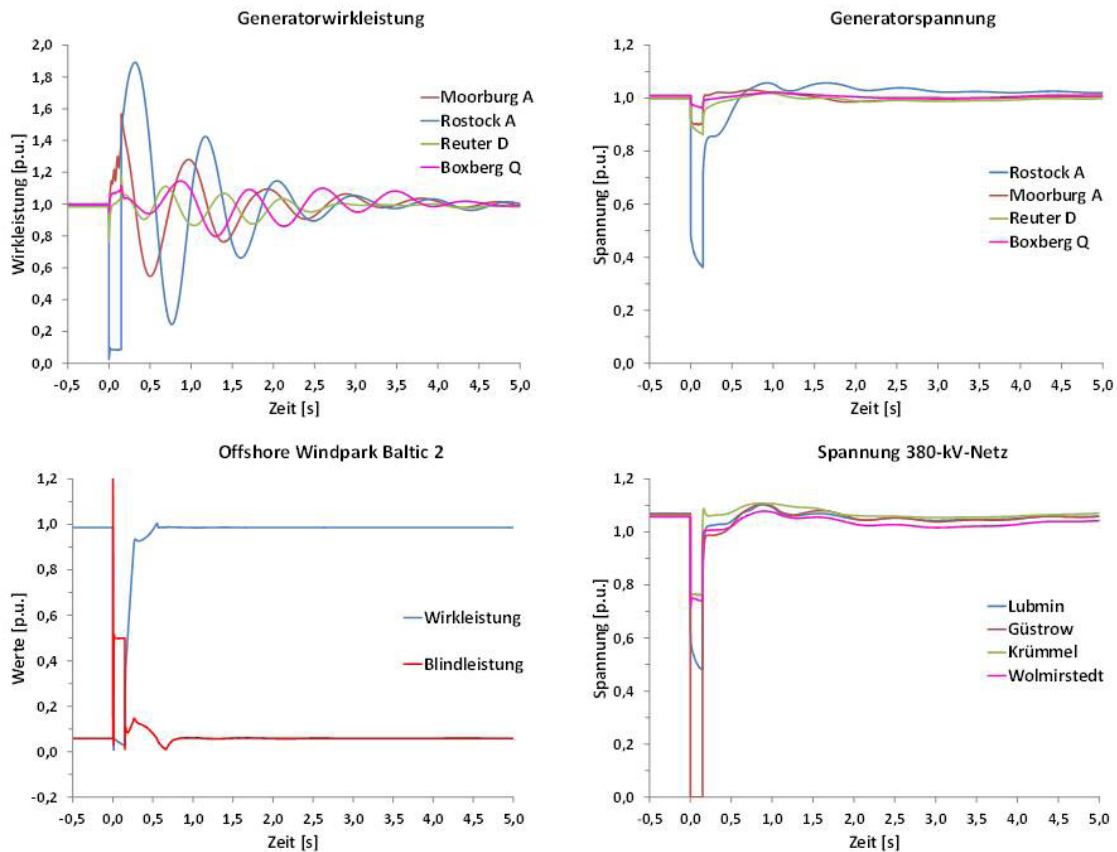 Generatorwirkleistung
2,0
1,8
1,6
1,4
1,2
1,0
0,8
0,6
0,4
0,2
0,0
Wirkleistung [p.u.]
Moorburg A
Rostock A
Reuter D
Boxberg Q
-0,5 0,0 0,5 1,0 1,5 2,0 2,5 3,0 3,5 4,0 4,5 5,0
Zeit [s]
Generatorspannung
1,2
1,0
0,8
0,6
0,4
0,2
0,0
Spannung [p.u.]
Rostock A
Moorburg A
Reuter D
Boxberg Q
-0,5 0,0 0,5 1,0 1,5 2,0 2,5 3,0 3,5 4,0 4,5 5,0
Zeit [s]
Offshore Windpark Baltic 2
1,2
1,0
0,8
0,6
0,4
0,2
0,0
-0,2
Werte [p.u.]
Wirkleistung
Blindleistung
-0,5 0,0 0,5 1,0 1,5 2,0 2,5 3,0 3,5 4,0 4,5 5,0
Zeit [s]
Spannung 380-kV-Netz
1,2
1,0
0,8
0,6
0,4
0,2
0,0
Spannung [p.u.]
Lubmin
Güstrow
Krümmel
Wolmirstedt
-0,5 0,0 0,5 1,0 1,5 2,0 2,5 3,0 3,5 4,0 4,5 5,0
Zeit [s]